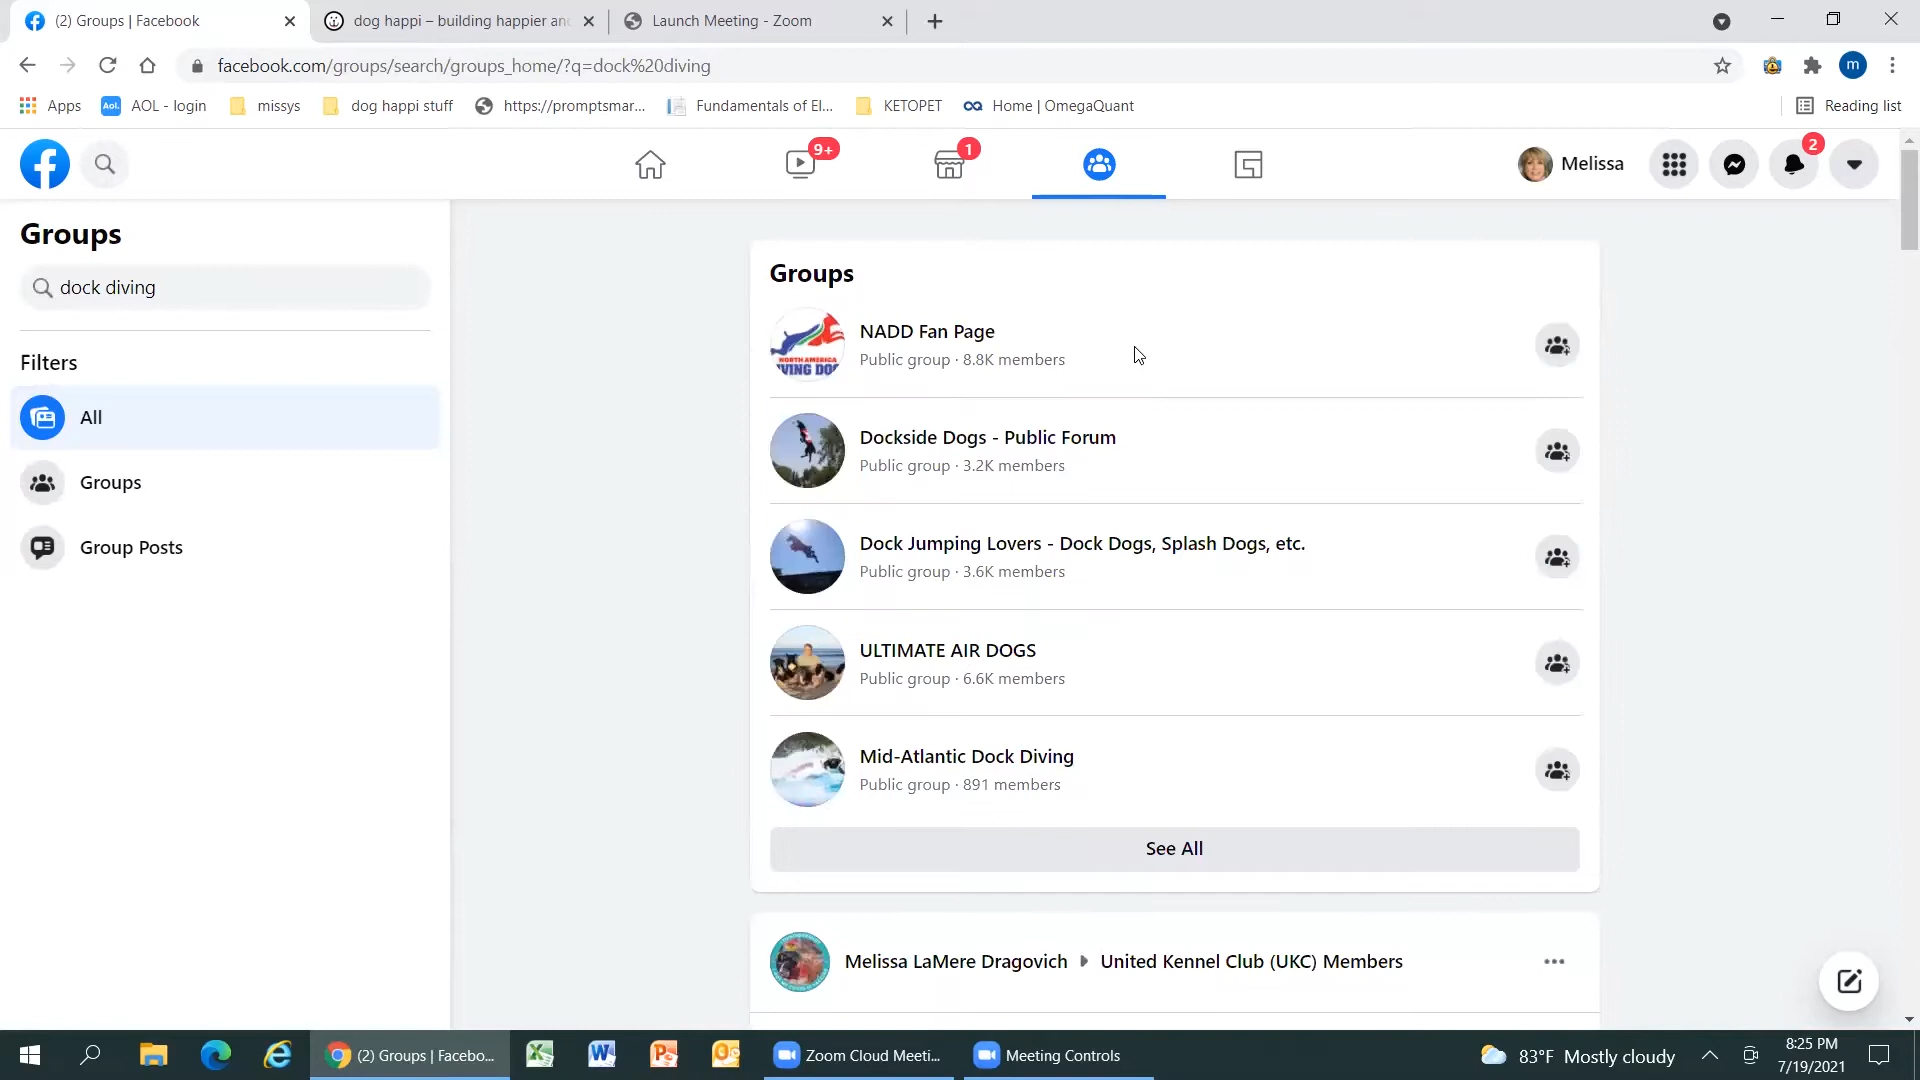 (2) Groups | Facebook
dog happi – building happier an
Launch Meeting - Zoom
facebook.com/groups/search/groups_home/?q=dock%20diving
m
Apps
Aol.
AOL - login
missys
dog happi stuff
https://promptsmar...
Fundamentals of El...
KETOPET
Home | OmegaQuant
Reading list
9+
1
Melissa
2
Groups
dock diving
Filters
All
Groups
Group Posts
Groups
NORTH AMERICA
VING DO
NADD Fan Page
Public group · 8.8K members
Dockside Dogs - Public Forum
Public group · 3.2K members
Dock Jumping Lovers - Dock Dogs, Splash Dogs, etc.
Public group · 3.6K members
ULTIMATE AIR DOGS
Public group · 6.6K members
Mid-Atlantic Dock Diving
Public group · 891 members
See All
Melissa LaMere Dragovich
United Kennel Club (UKC) Members
(2) Groups | Facebo...
Zoom Cloud Meeti...
Meeting Controls
83°F Mostly cloudy
8:25 PM
7/19/2021